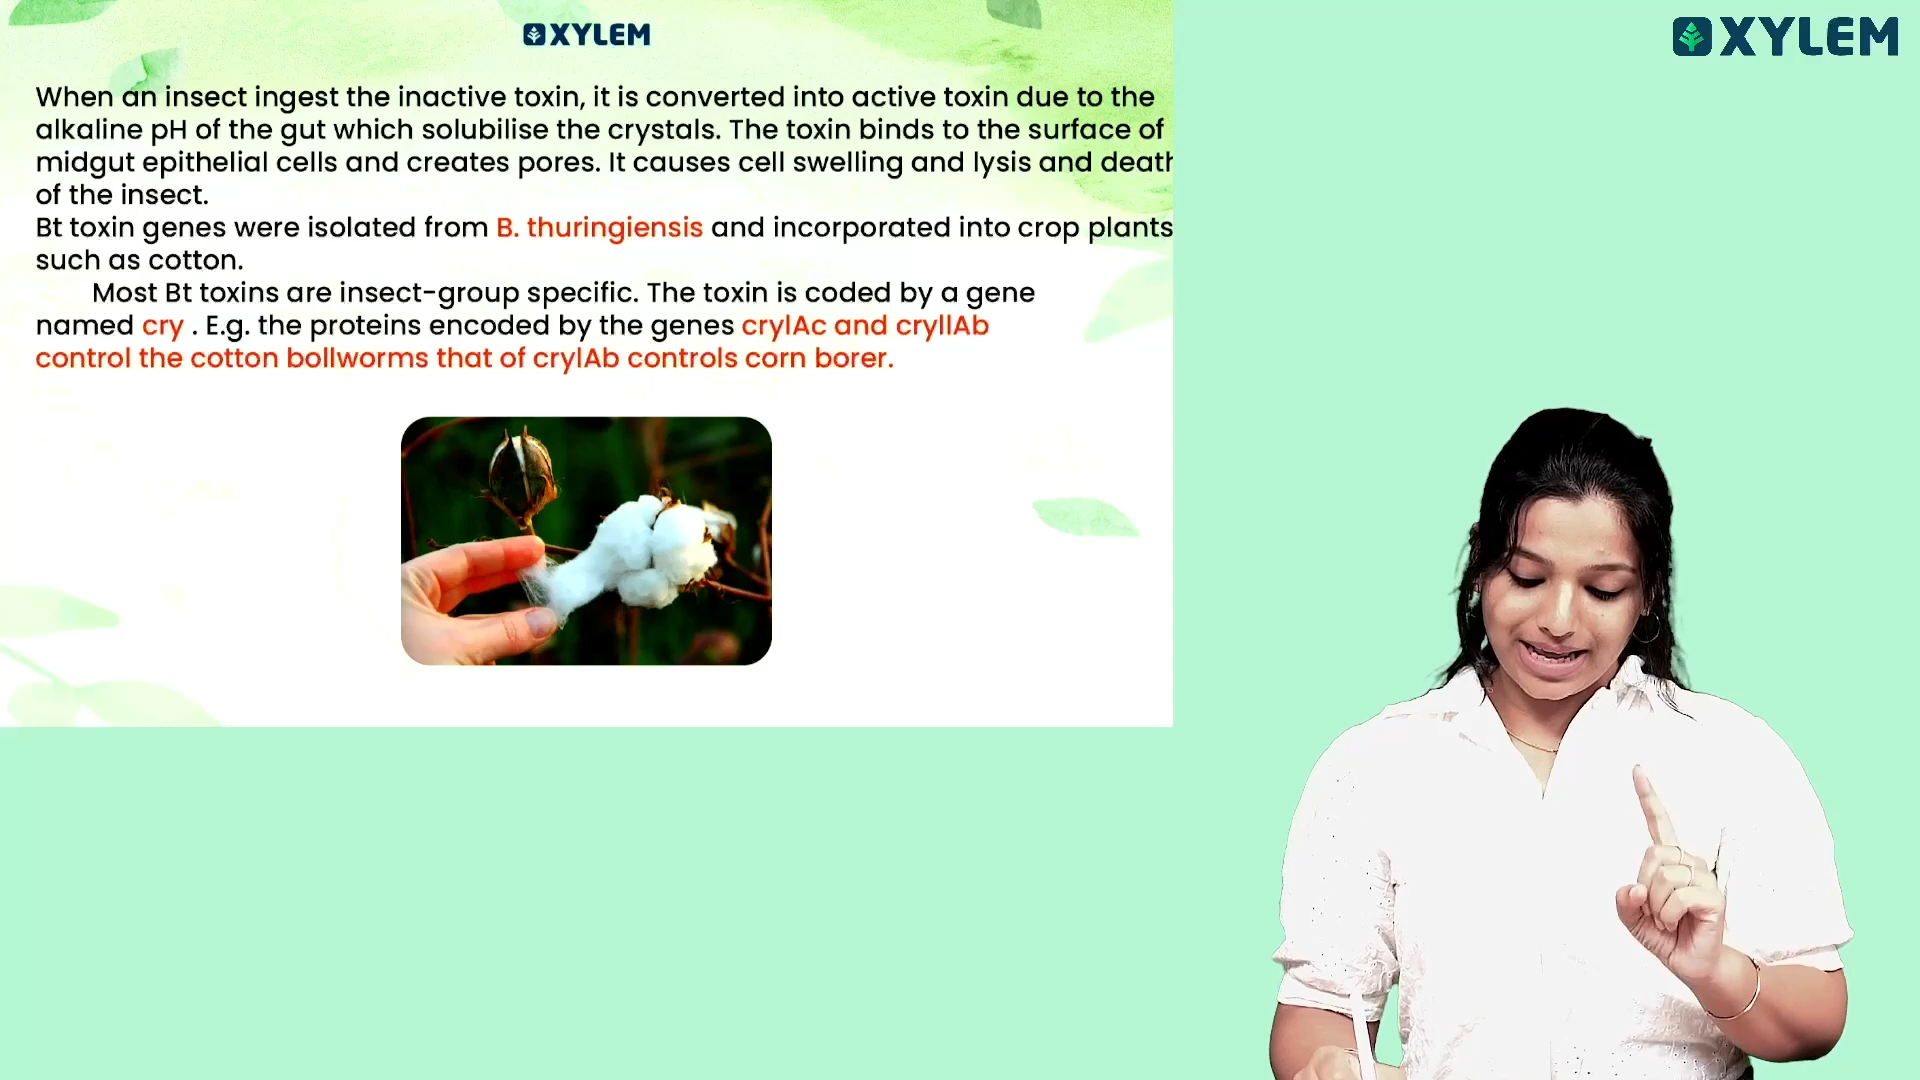 XYLEM
XYLEM
When an insect ingest the inactive toxin, it is converted into active toxin due to the
alkaline pH of the gut which solubilise the crystals. The toxin binds to the surface of
midgut epithelial cells and creates pores. It causes cell swelling and lysis and death
of the insect.
Bt toxin genes were isolated from B. thuringiensis and incorporated into crop plants
such as cotton.
Most Bt toxins are insect-group specific. The toxin is coded by a gene
named cry . E.g. the proteins encoded by the genes crylAc and cryllAb
control the cotton bollworms that of crylAb controls corn borer.